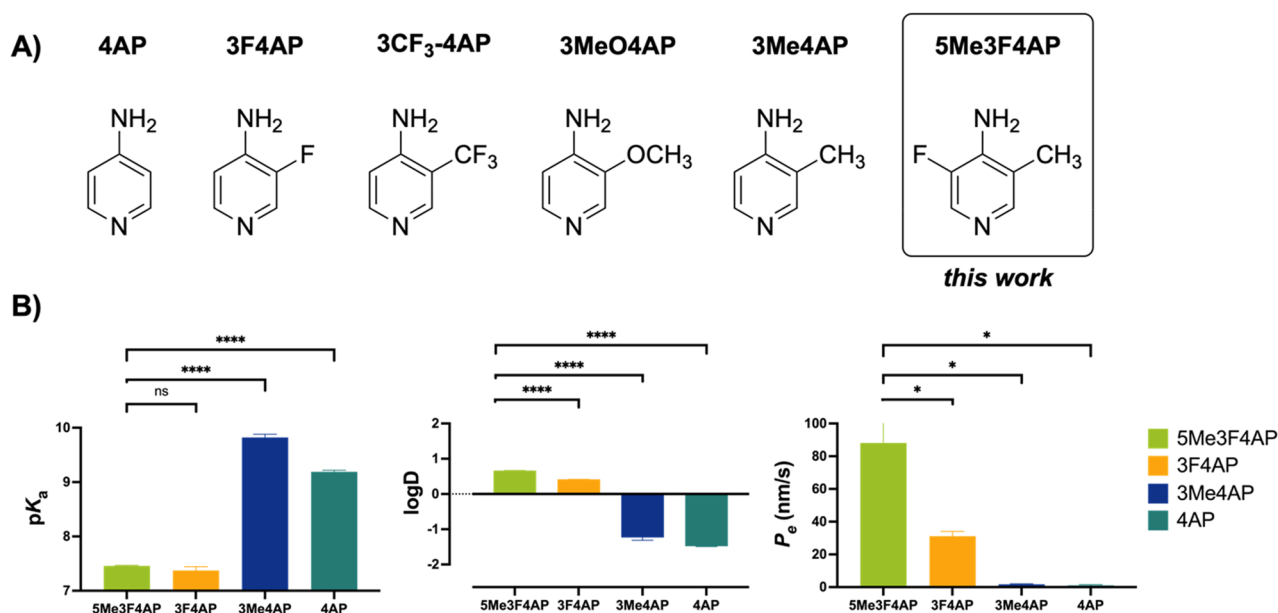 A)
4AP 3F4AP 3CF3-4AP 3MeO4AP 3Me4AP 5Me3F4AP
NH2 NH2 NH2 NH2 NH2 NH2
F CF3 OCH3 CH3 F CH3
N N N N N N
this work
B)
**** **** *
**** **** *
ns **** *
10
9
8
7
pKa
5Me3F4AP 3F4AP 3Me4AP 4AP
2
1
0
-1
-2
logD
5Me3F4AP 3F4AP 3Me4AP 4AP
100
80
60
40
20
0
Pe (nm/s)
5Me3F4AP 3F4AP 3Me4AP 4AP
5Me3F4AP
3F4AP
3Me4AP
4AP